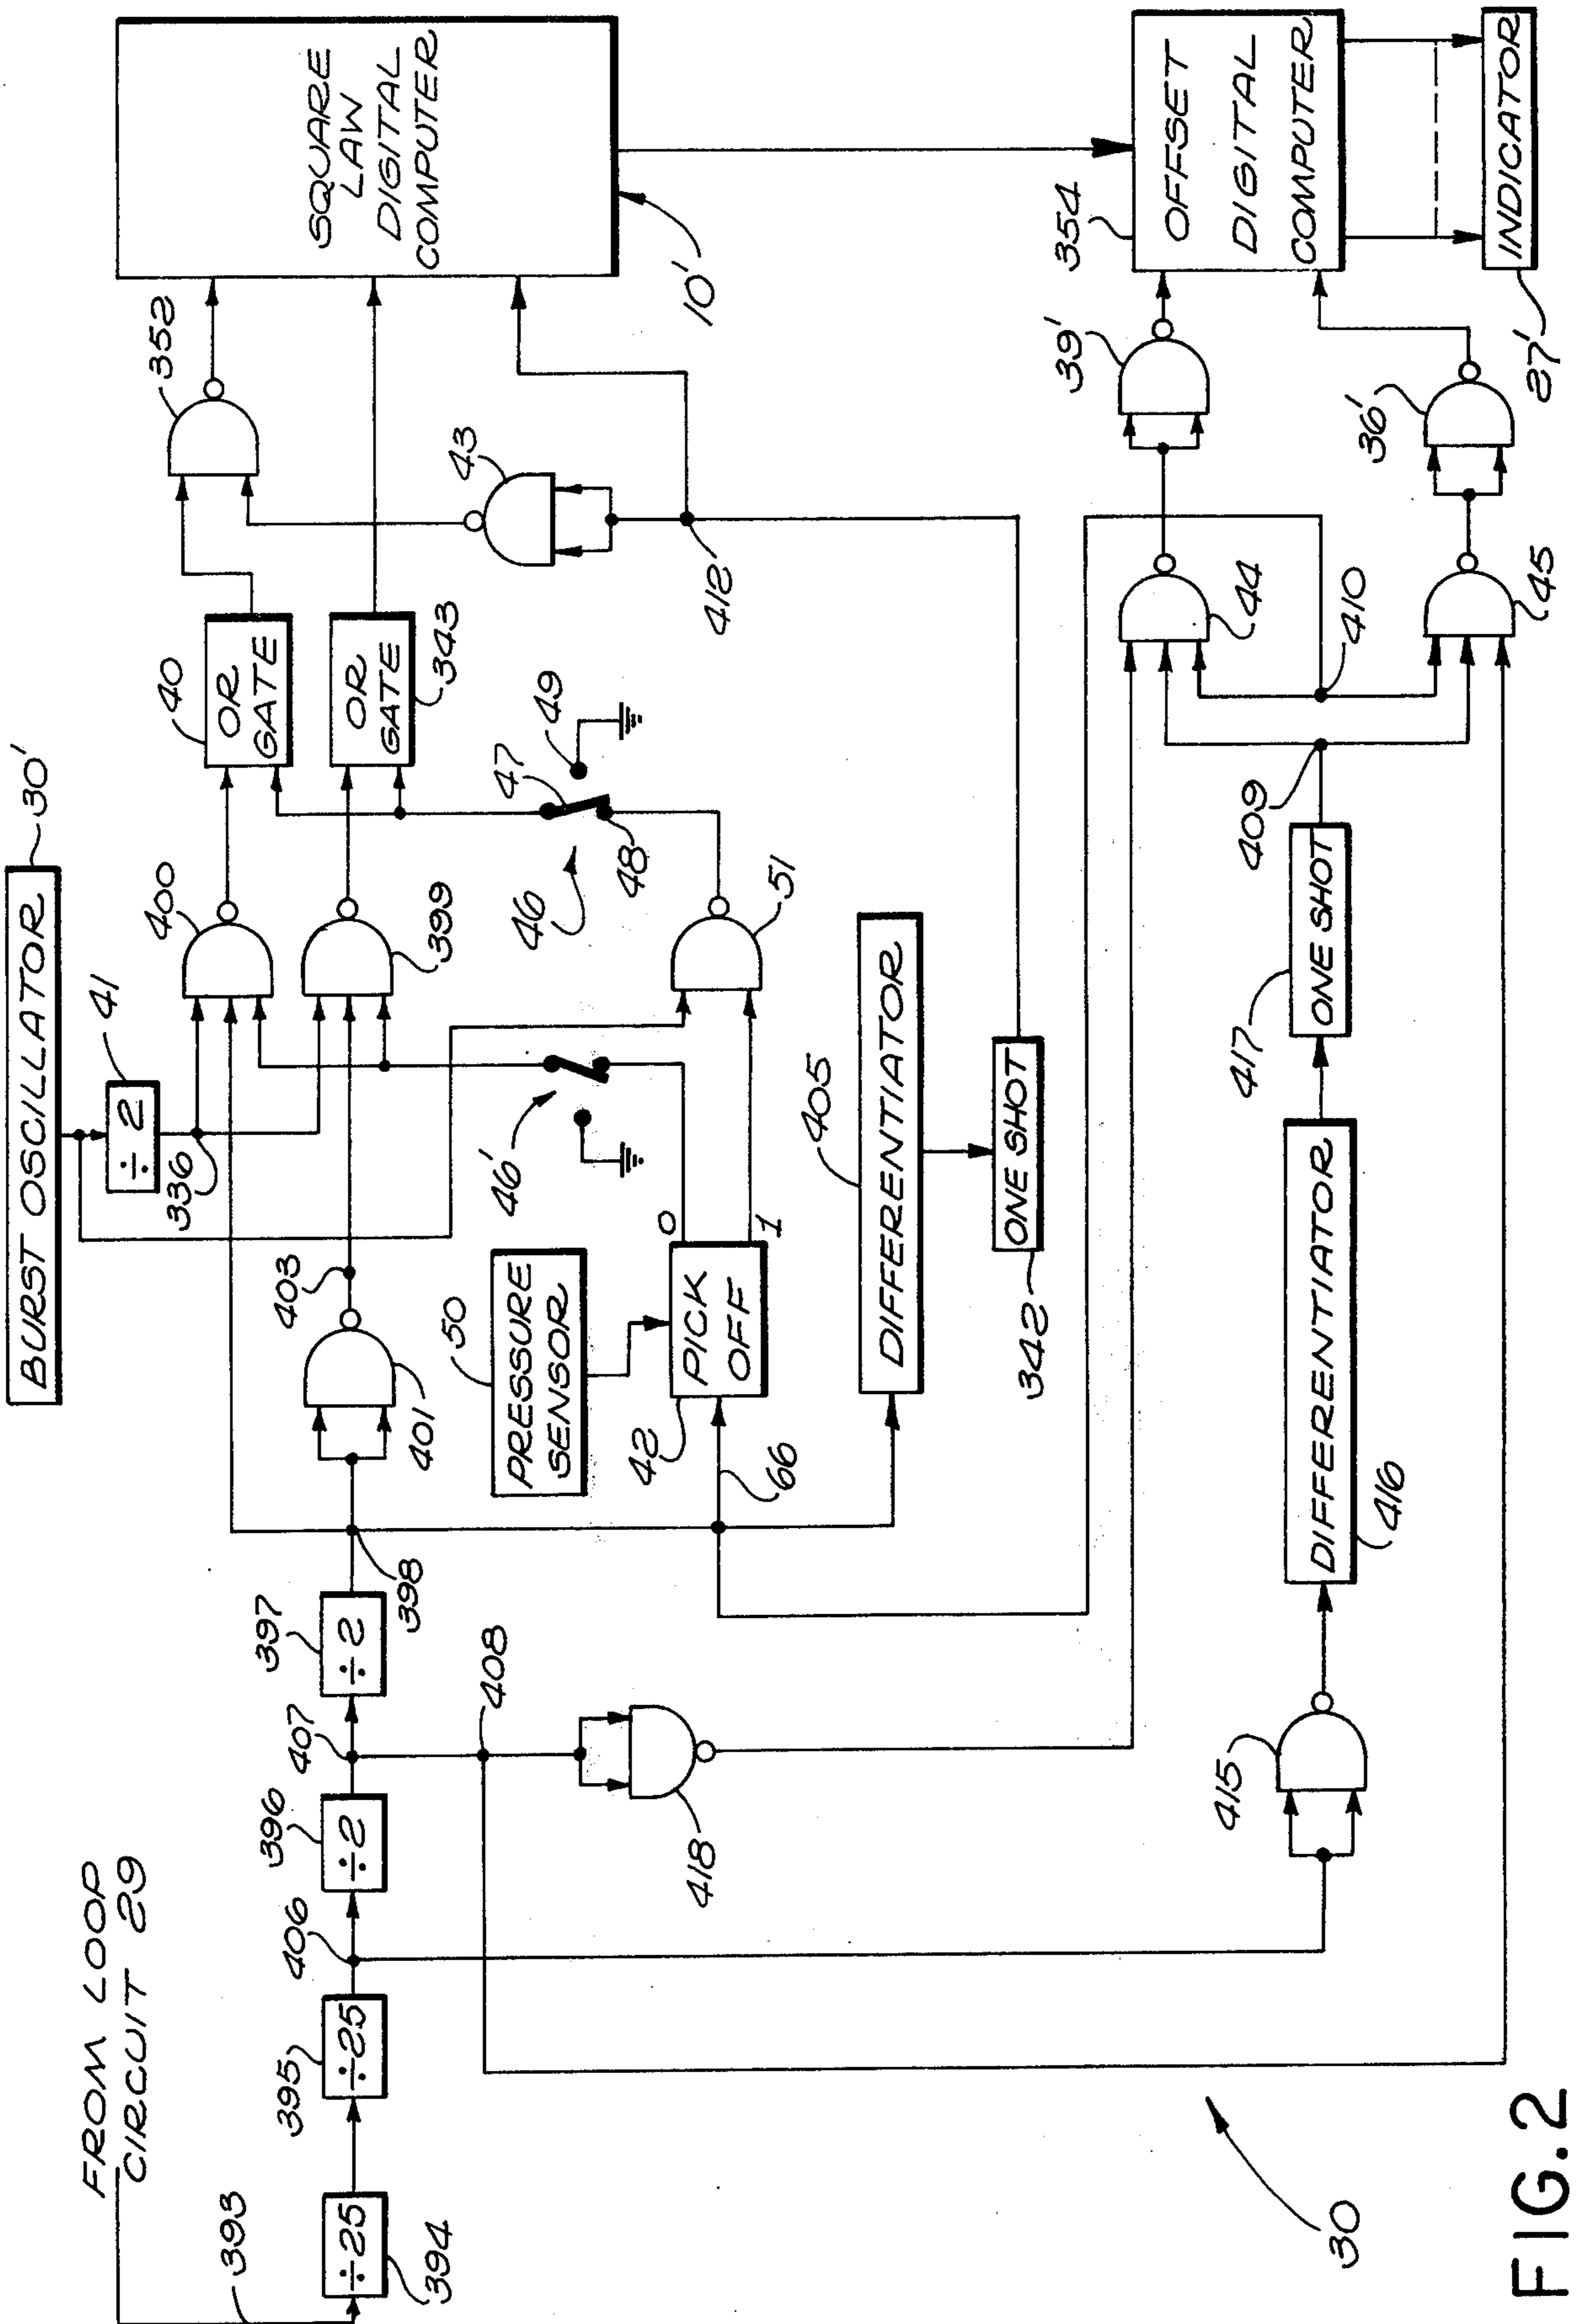 FROM LOOP
CIRCUIT 29
393
÷25
394
÷25
395
406
÷2
396
407
÷2
397
398
408
418
401
403
BURST OSCILLATOR
30'
÷2
41
336
400
399
OR
GATE
40
OR
GATE
343
352
SQUARE
LAW
DIGITAL
COMPUTER
10'
PRESSURE
SENSOR
50
PICK
OFF
42
0
1
66
46'
46
47
48
49
51
43
412
DIFFERENTIATOR
405
ONE SHOT
342
415
DIFFERENTIATOR
416
ONE SHOT
417
409
410
44
45
39'
36'
OFFSET
DIGITAL
COMPUTER
354
INDICATOR
27'
30
FIG.2